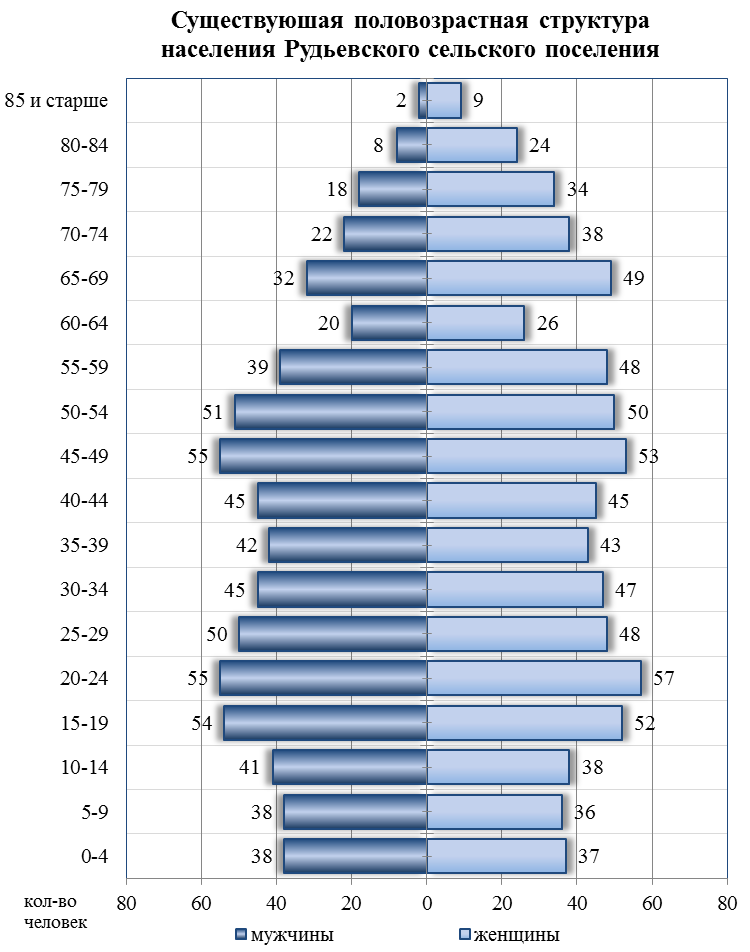 Существуюшая половозрастная структура
населения Рудьевского сельского поселения
85 и старше 2 9
80-84 8 24
75-79 18 34
70-74 22 38
65-69 32 49
60-64 20 26
55-59 39 48
50-54 51 50
45-49 55 53
40-44 45 45
35-39 42 43
30-34 45 47
25-29 50 48
20-24 55 57
15-19 54 52
10-14 41 38
5-9 38 36
0-4 38 37
кол-во
человек
80 60 40 20 0 20 40 60 80
мужчины женщины